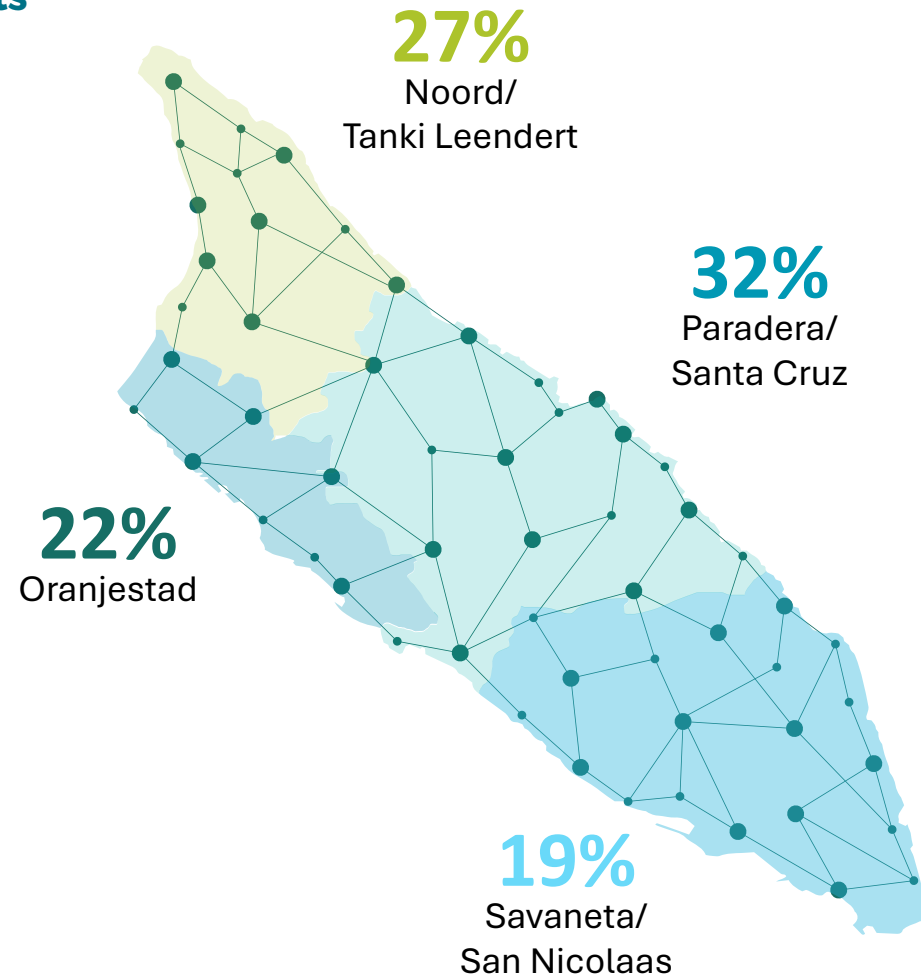 27%
Noord/
Tanki Leendert
32%
Paradera/
Santa Cruz
22%
Oranjestad
19%
Savaneta/
San Nicolaas